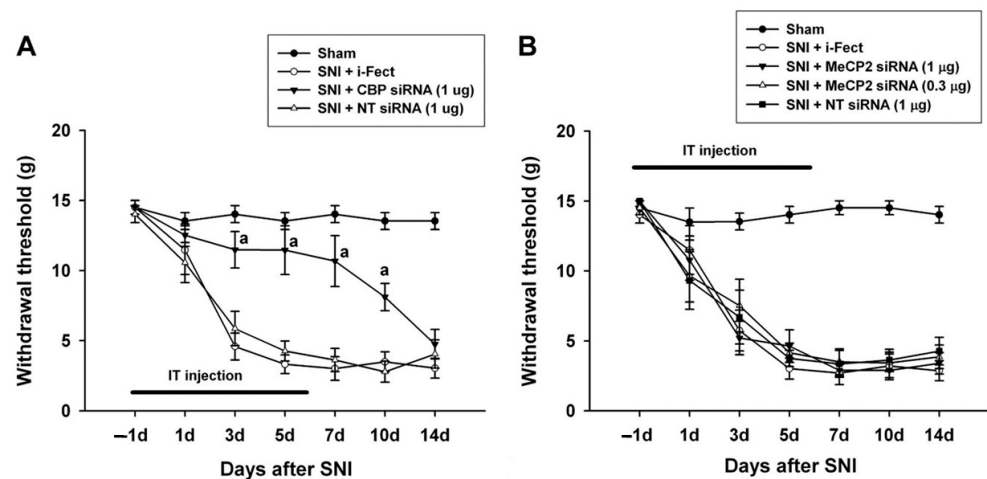 A
Sham
SNI + i-Fect
SNI + CBP siRNA (1 ug)
SNI + NT siRNA (1 ug)
Withdrawal threshold (g)
20
15
10
5
0
a
a
a
a
IT injection
–1d 1d 3d 5d 7d 10d 14d
Days after SNI
B
Sham
SNI + i-Fect
SNI + MeCP2 siRNA (1 μg)
SNI + MeCP2 siRNA (0.3 μg)
SNI + NT siRNA (1 μg)
Withdrawal threshold (g)
20
15
10
5
0
IT injection
–1d 1d 3d 5d 7d 10d 14d
Days after SNI